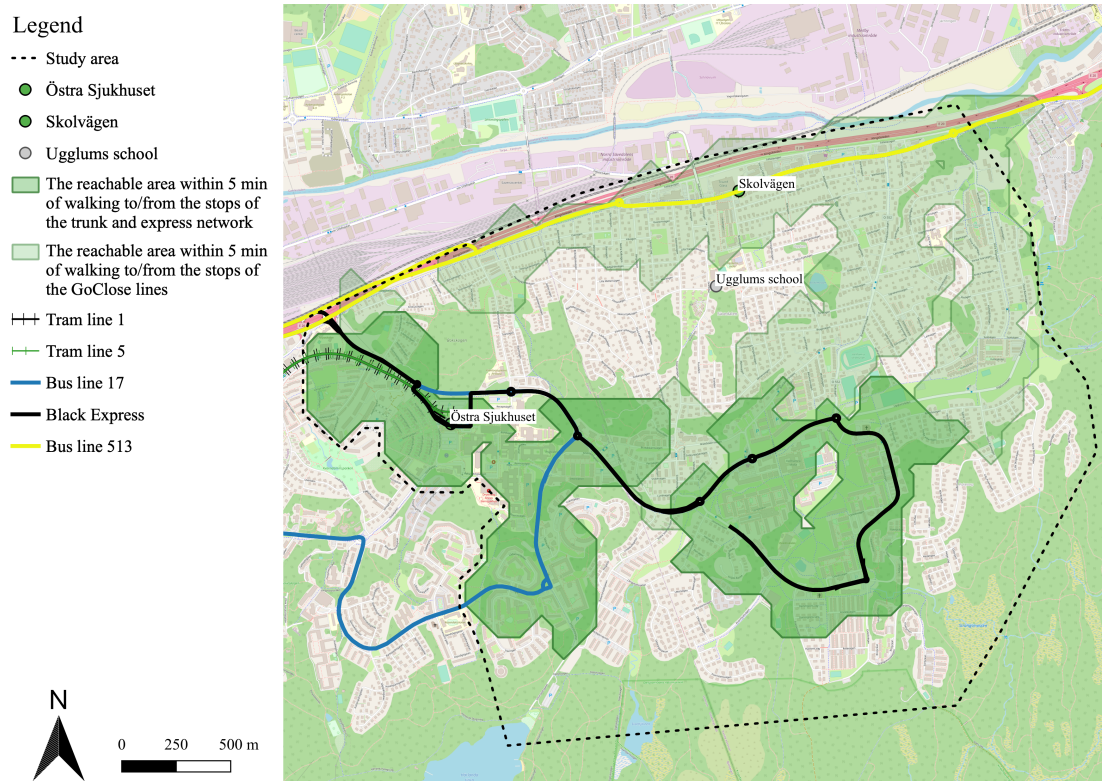 Legend
Study area
Östra Sjukhuset
Skolvägen
Ugglums school
The reachable area within 5 min
of walking to/from the stops of
the trunk and express network
The reachable area within 5 min
of walking to/from the stops of
the GoClose lines
Tram line 1
Tram line 5
Bus line 17
Black Express
Bus line 513
N
0 250 500 m
Skolvägen
Ugglums school
Östra Sjukhuset